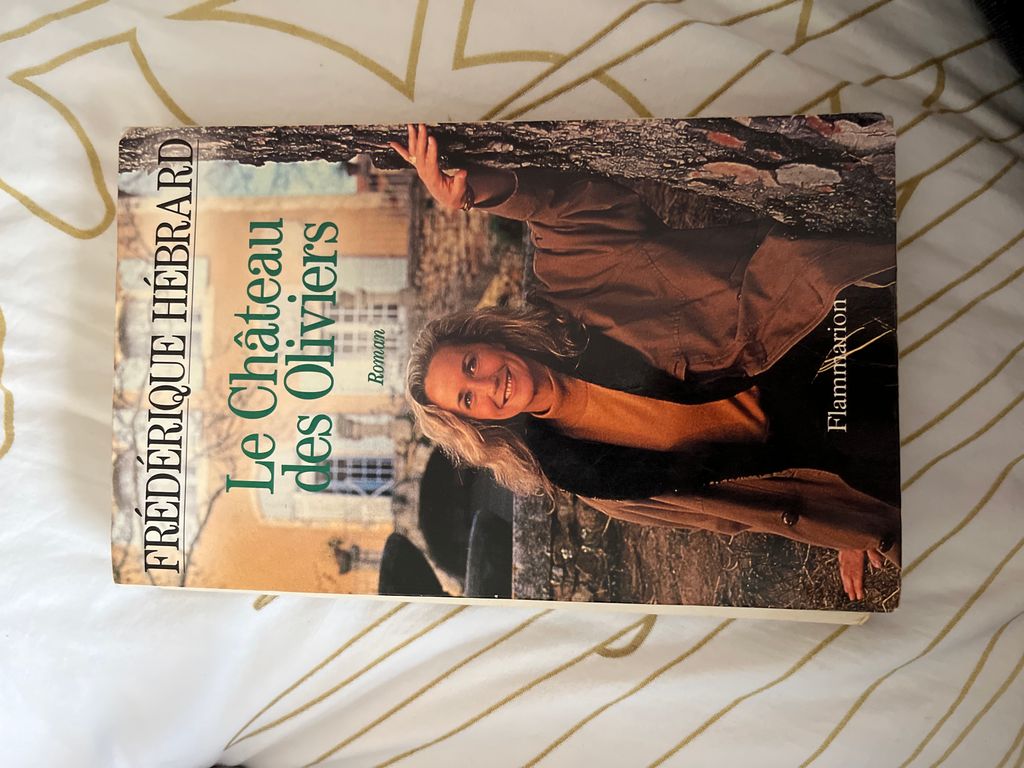 FRÉDÉRIQUE HÉBRARD
Le Château
des Oliviers
Roman
Flammarion